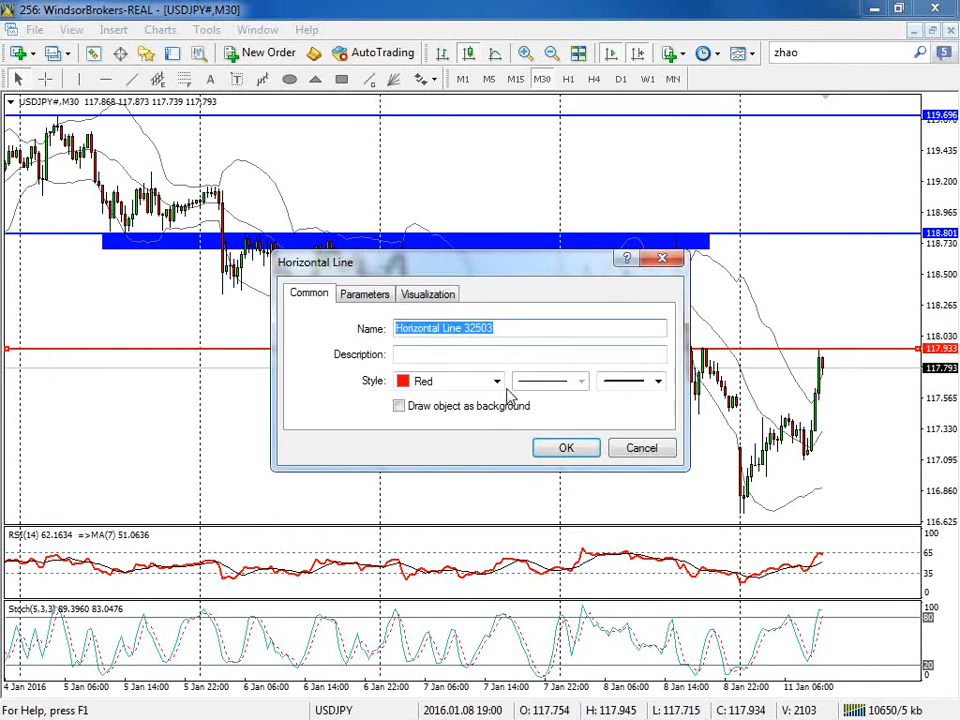 256: WindsorBrokers-REAL - [USDJPY#,M30]
File View Insert Charts Tools Window Help
New Order AutoTrading zhao 5
A T M1 M5 M15 M30 H1 H4 D1 W1 MN
USDJPY#,M30 117.868 117.873 117.739 117.793
119.696
119.435
119.200
118.965
118.801
118.730
118.500
118.265
118.030
117.933
117.793
117.565
117.330
117.095
116.860
116.625
Horizontal Line
?
Common Parameters Visualization
Name: Horizontal Line 32503
Description:
Style: Red
Draw object as background
OK Cancel
RSI(14) 62.1634 =>MA(7) 51.0636
100
65
35
0
Stoch(5,3,3) 89.3960 83.0476
100
80
20
0
4 Jan 2016 5 Jan 06:00 5 Jan 14:00 5 Jan 22:00 6 Jan 06:00 6 Jan 14:00 6 Jan 22:00 7 Jan 06:00 7 Jan 14:00 7 Jan 22:00 8 Jan 06:00 8 Jan 14:00 8 Jan 22:00 11 Jan 06:00
For Help, press F1 USDJPY 2016.01.08 19:00 O: 117.754 H: 117.945 L: 117.715 C: 117.934 V: 2103 10650/5 kb